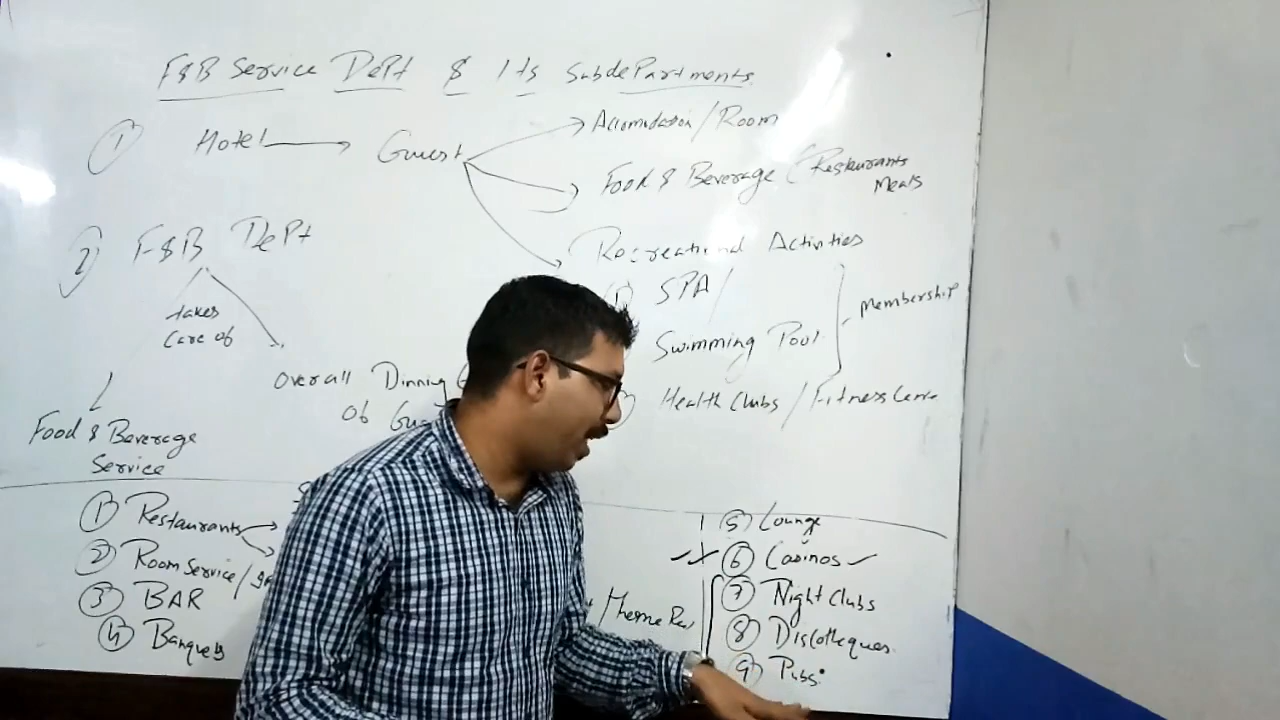 F&B Service Dept & Its Subdepartments
① Hotel → Guest → Accomodation / Room
Food & Beverage (Restaurants
Meals
Recreational Activities
① SPA
Swimming Pool
Health Clubs / Fitness
Membership
2) F&B Dept
takes
Care of
Overall Dinning
Of
Food & Beverage
Service
① Restaurants
② Room Service /
③ BAR
④ Banquets
/ Theme
⑤ Lounge
⑥ Casinos
⑦ Night Clubs
⑧ Discotheques
⑨ Pubs